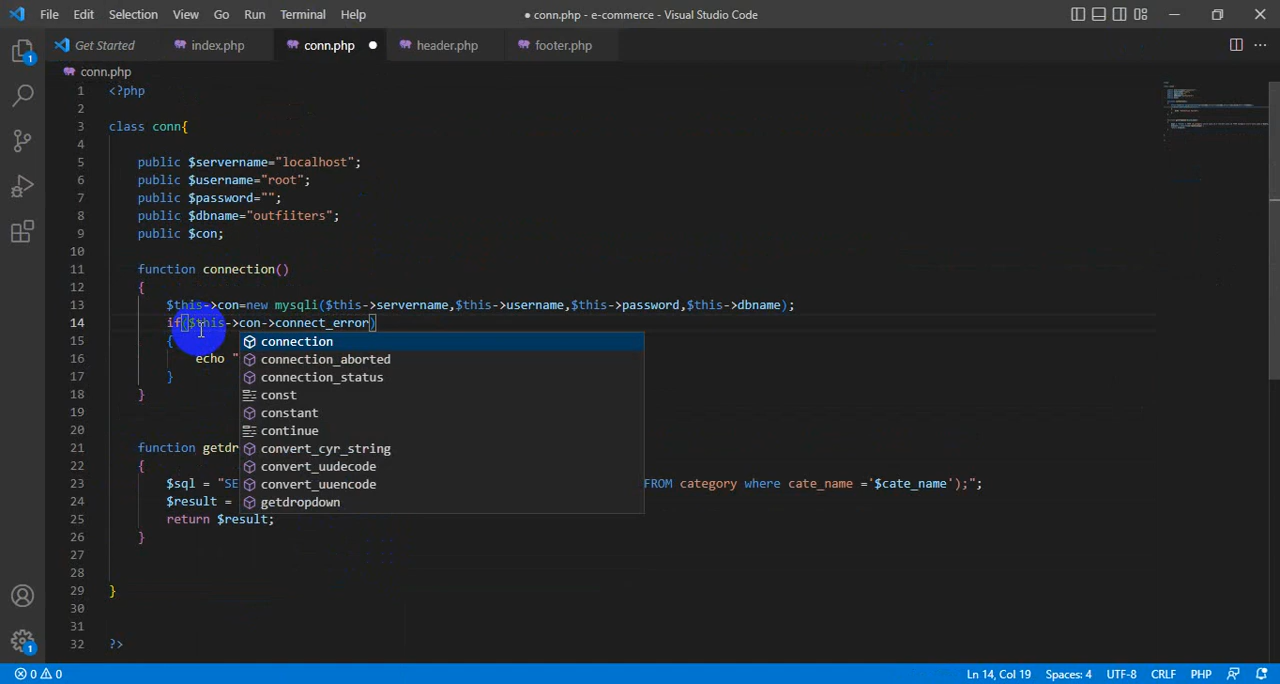 File Edit Selection View Go Run Terminal Help
● conn.php - e-commerce - Visual Studio Code
Get Started index.php conn.php header.php footer.php
conn.php
1 <?php
2
3 class conn{
4
5 public $servername="localhost";
6 public $username="root";
7 public $password="";
8 public $dbname="outfiiters";
9 public $con;
10
11 function connection()
12 {
13 $this->con=new mysqli($this->servername,$this->username,$this->password,$this->dbname);
14 if($this->con->connect_error)
15 {
connection
16 echo "
connection_aborted
17 }
connection_status
18 }
const
19
constant
20
continue
21 function getdr
convert_cyr_string
22 {
convert_uudecode
23 $sql = "SE
convert_uuencode
FROM category where cate_name ='$cate_name');";
24 $result =
getdropdown
25 return $result;
26 }
27
28
29 }
30
31
32 ?>
1
1
0 0
Ln 14, Col 19 Spaces: 4 UTF-8 CRLF PHP